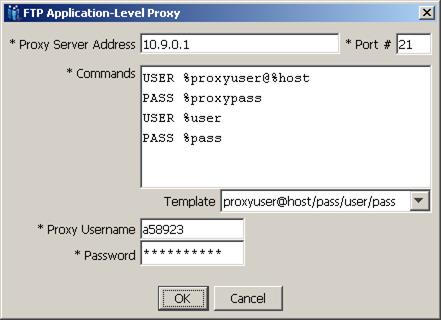 FTP Application-Level Proxy
* Proxy Server Address 10.9.0.1 * Port # 21
* Commands
USER %proxyuser@%host
PASS %proxypass
USER %user
PASS %pass
Template proxyuser@host/pass/user/pass
* Proxy Username a58923
* Password **********
OK Cancel